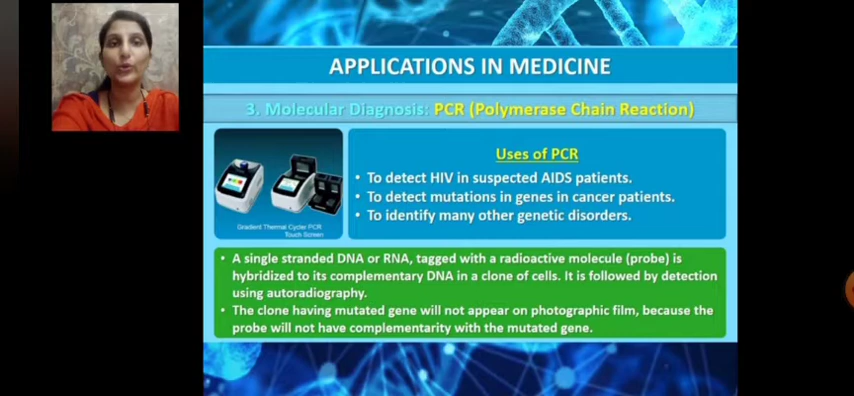 APPLICATIONS IN MEDICINE
3. Molecular Diagnosis: PCR (Polymerase Chain Reaction)
Gradient Thermal Cycler PCR
Touch Screen
Uses of PCR
• To detect HIV in suspected AIDS patients.
• To detect mutations in genes in cancer patients.
• To identify many other genetic disorders.
• A single stranded DNA or RNA, tagged with a radioactive molecule (probe) is
hybridized to its complementary DNA in a clone of cells. It is followed by detection
using autoradiography.
• The clone having mutated gene will not appear on photographic film, because the
probe will not have complementarity with the mutated gene.